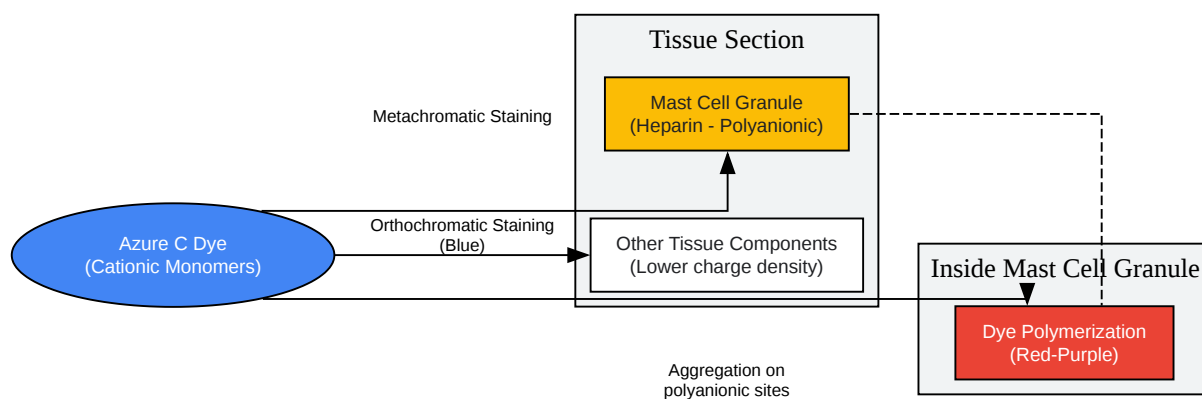 Tissue Section
Mast Cell Granule
(Heparin - Polyanionic)
Metachromatic Staining
Orthochromatic Staining
(Blue)
Azure C Dye
(Cationic Monomers)
Other Tissue Components
(Lower charge density)
Inside Mast Cell Granule
Dye Polymerization
(Red-Purple)
Aggregation on
polyanionic sites